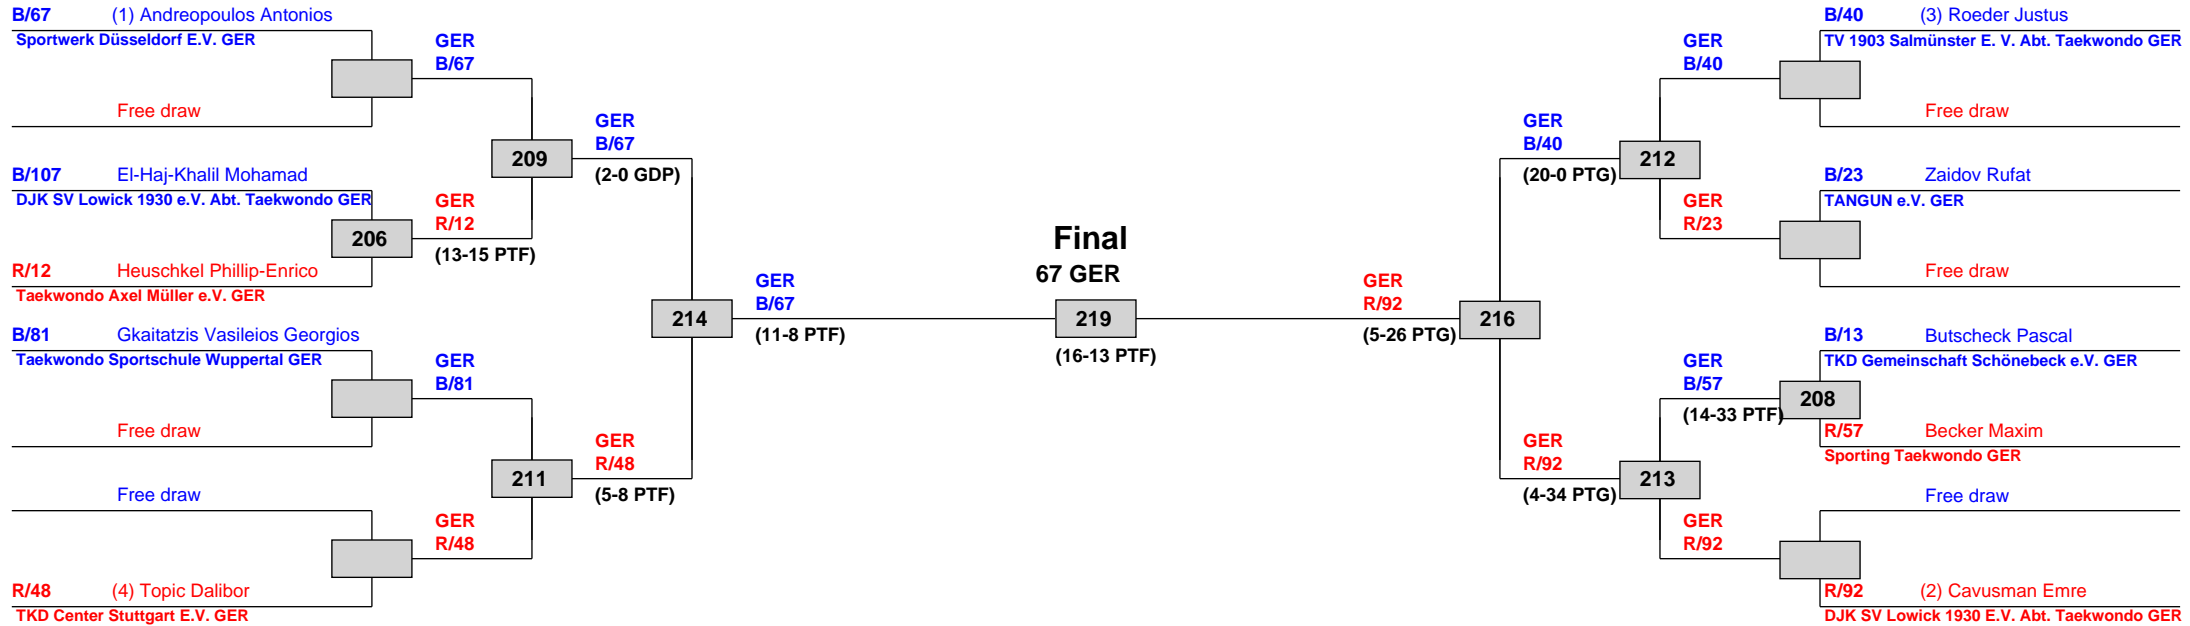 B/67 (1) Andreopoulos Antonios
Sportwerk Düsseldorf E.V. GER
Free draw
GER
B/67
B/107 El-Haj-Khalil Mohamad
DJK SV Lowick 1930 e.V. Abt. Taekwondo GER
206
R/12 Heuschkel Phillip-Enrico
Taekwondo Axel Müller e.V. GER
GER
R/12
(13-15 PTF)
209
GER
B/67
(2-0 GDP)
B/81 Gkaitatzis Vasileios Georgios
Taekwondo Sportschule Wuppertal GER
Free draw
GER
B/81
Free draw
R/48 (4) Topic Dalibor
TKD Center Stuttgart E.V. GER
GER
R/48
211
GER
R/48
(5-8 PTF)
214
GER
B/67
(11-8 PTF)
Final
67 GER
219
(16-13 PTF)
GER
R/92
(5-26 PTG)
216
GER
B/40
(20-0 PTG)
212
GER
B/40
B/40 (3) Roeder Justus
TV 1903 Salmünster E. V. Abt. Taekwondo GER
Free draw
GER
R/23
B/23 Zaidov Rufat
TANGUN e.V. GER
Free draw
GER
R/92
(4-34 PTG)
213
GER
B/57
(14-33 PTF)
208
B/13 Butscheck Pascal
TKD Gemeinschaft Schönebeck e.V. GER
R/57 Becker Maxim
Sporting Taekwondo GER
GER
R/92
Free draw
R/92 (2) Cavusman Emre
DJK SV Lowick 1930 E.V. Abt. Taekwondo GER